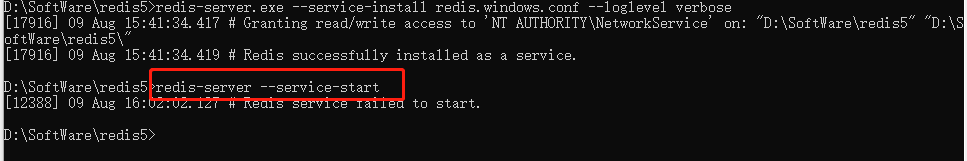 D:\SoftWare\redis5>redis-server.exe --service-install redis.windows.conf --loglevel verbose
[17916] 09 Aug 15:41:34.417 # Granting read/write access to 'NT AUTHORITY\NetworkService' on: "D:\SoftWare\redis5" "D:\S
oftWare\redis5\"
[17916] 09 Aug 15:41:34.419 # Redis successfully installed as a service.
D:\SoftWare\redis5>redis-server --service-start
[12388] 09 Aug 16:02:02.127 # Redis service failed to start.
D:\SoftWare\redis5>